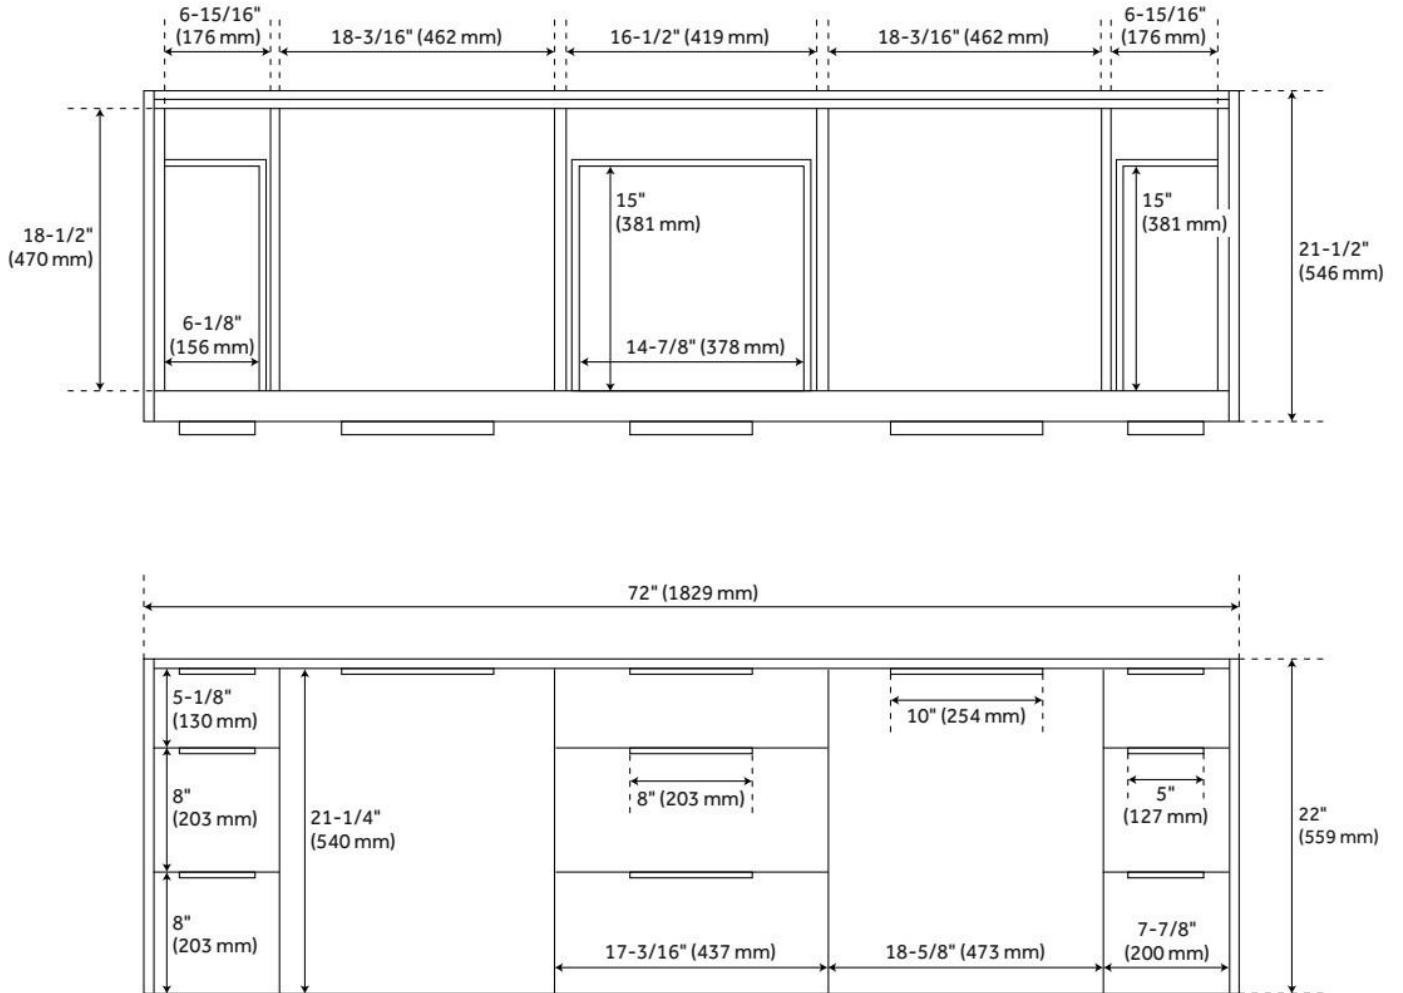 6-15/16"
(176 mm)
18-3/16" (462 mm)
16-1/2" (419 mm)
18-3/16" (462 mm)
6-15/16"
(176 mm)
15"
(381 mm)
15"
(381 mm)
18-1/2"
(470 mm)
21-1/2"
(546 mm)
6-1/8"
(156 mm)
14-7/8" (378 mm)
72" (1829 mm)
5-1/8"
(130 mm)
10" (254 mm)
8"
(203 mm)
21-1/4"
(540 mm)
8" (203 mm)
5"
(127 mm)
22"
(559 mm)
8"
(203 mm)
17-3/16" (437 mm)
18-5/8" (473 mm)
7-7/8"
(200 mm)